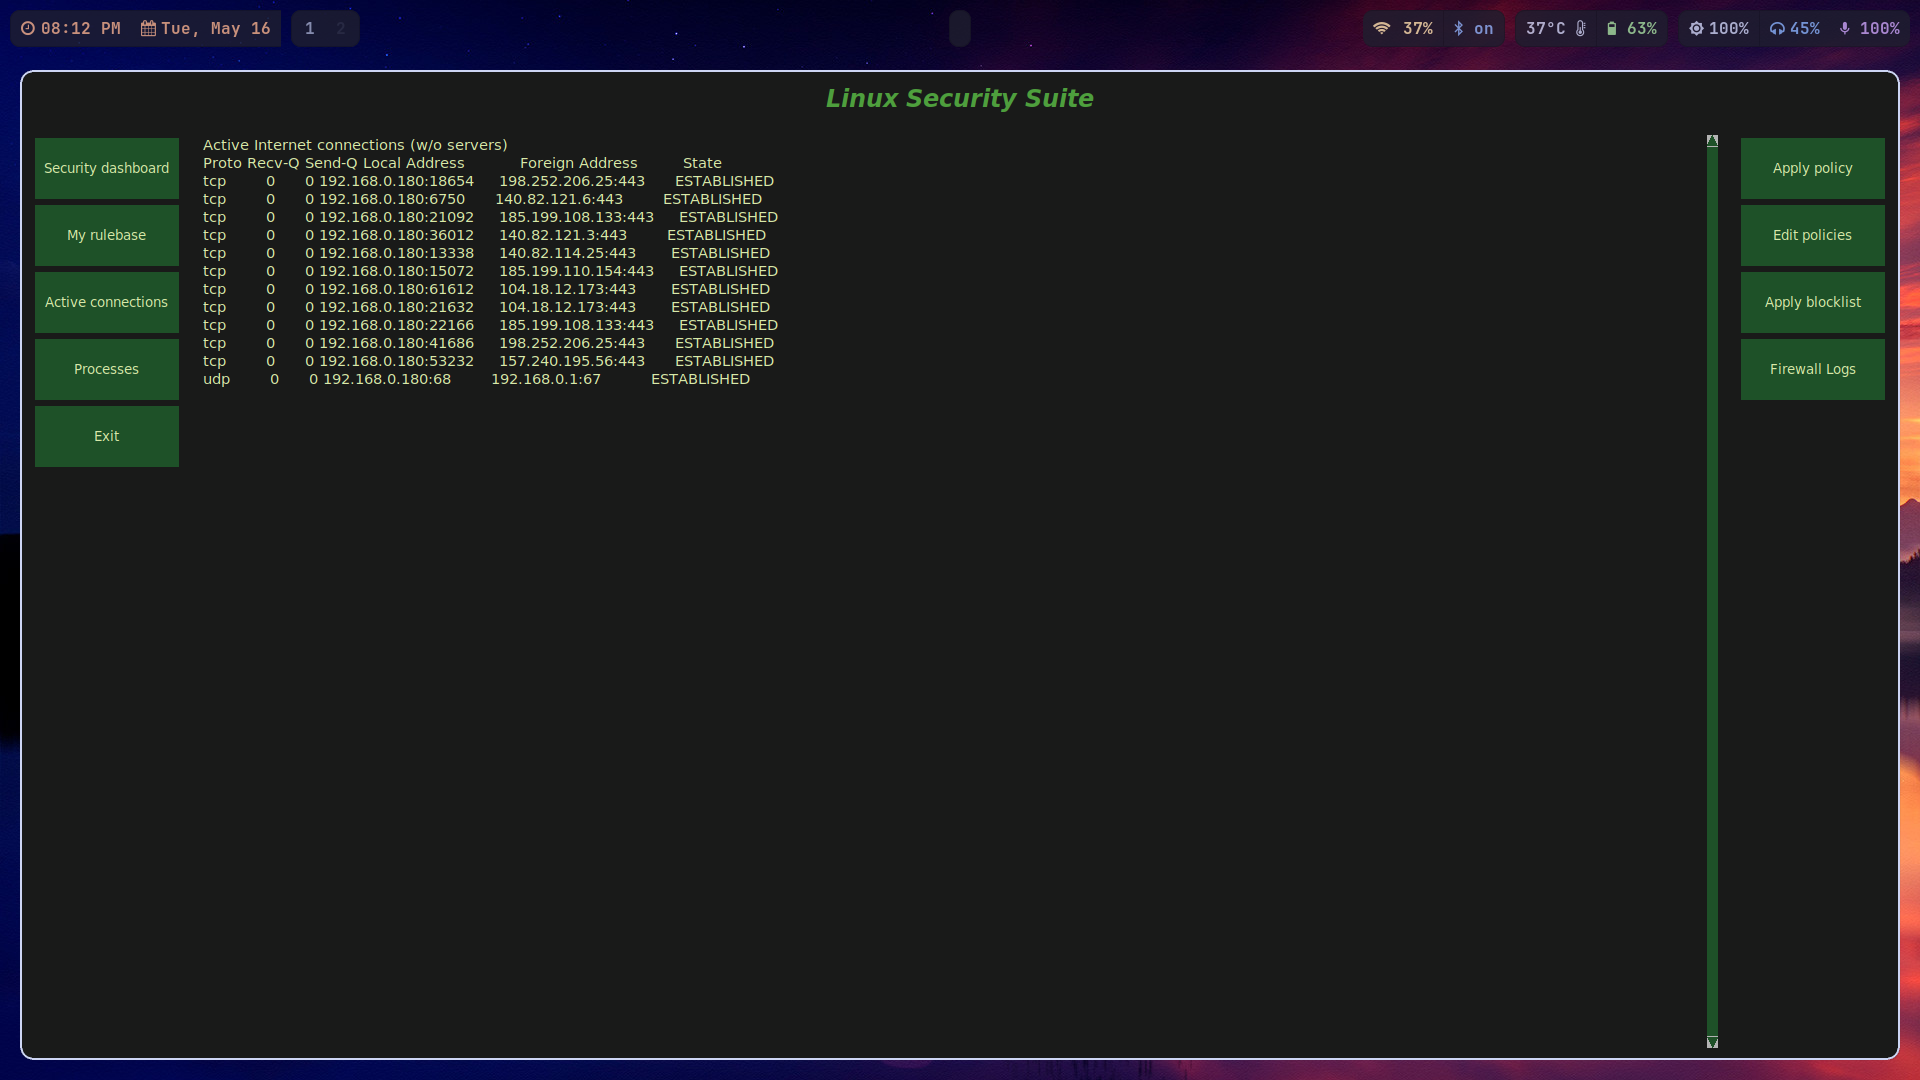 08:12 PM Tue, May 16 1 2 37% on 37°C 63% 100% 45% 100%
Linux Security Suite
Security dashboard
My rulebase
Active connections
Processes
Exit
Active Internet connections (w/o servers)
Proto Recv-Q Send-Q Local Address Foreign Address State
tcp 0 0 192.168.0.180:18654 198.252.206.25:443 ESTABLISHED
tcp 0 0 192.168.0.180:6750 140.82.121.6:443 ESTABLISHED
tcp 0 0 192.168.0.180:21092 185.199.108.133:443 ESTABLISHED
tcp 0 0 192.168.0.180:36012 140.82.121.3:443 ESTABLISHED
tcp 0 0 192.168.0.180:13338 140.82.114.25:443 ESTABLISHED
tcp 0 0 192.168.0.180:15072 185.199.110.154:443 ESTABLISHED
tcp 0 0 192.168.0.180:61612 104.18.12.173:443 ESTABLISHED
tcp 0 0 192.168.0.180:21632 104.18.12.173:443 ESTABLISHED
tcp 0 0 192.168.0.180:22166 185.199.108.133:443 ESTABLISHED
tcp 0 0 192.168.0.180:41686 198.252.206.25:443 ESTABLISHED
tcp 0 0 192.168.0.180:53232 157.240.195.56:443 ESTABLISHED
udp 0 0 192.168.0.180:68 192.168.0.1:67 ESTABLISHED
Apply policy
Edit policies
Apply blocklist
Firewall Logs